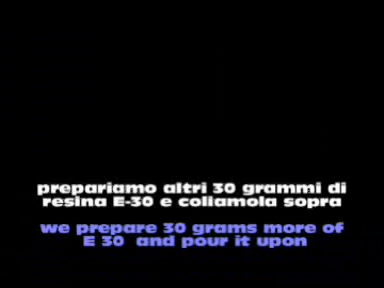 prepariamo altri 30 grammi di
resina E-30 e coliamola sopra
we prepare 30 grams more of
E 30 and pour it upon